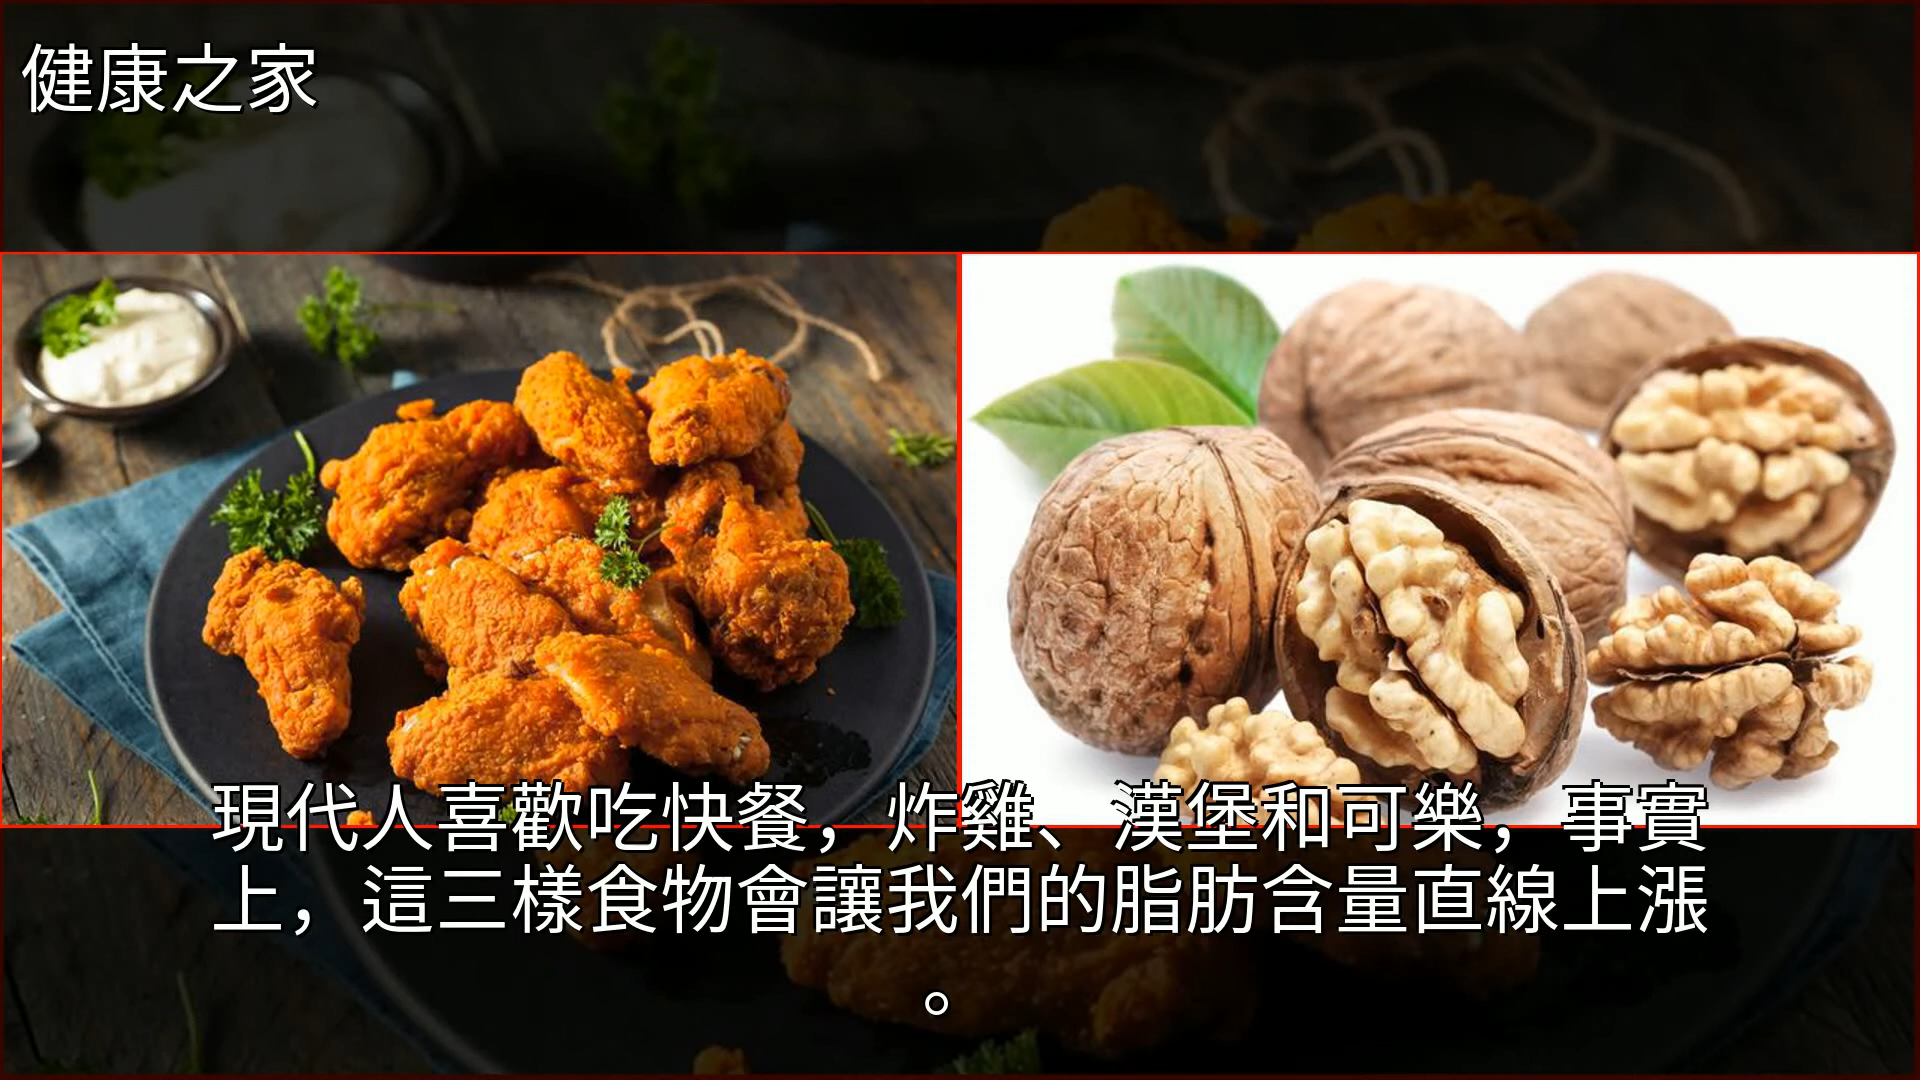 健康之家
現代人喜歡吃快餐，炸雞、漢堡和可樂，事實
上，這三樣食物會讓我們的脂肪含量直線上漲
。